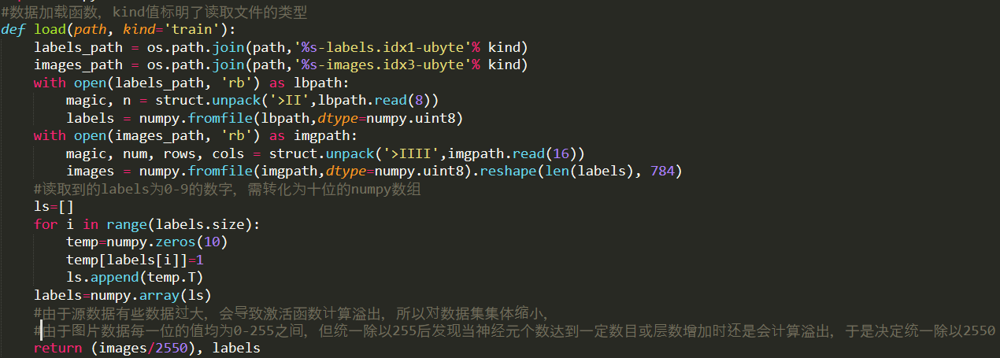 #数据加载函数, kind值标明了读取文件的类型
def load(path, kind='train'):
    labels_path = os.path.join(path,'%s-labels.idx1-ubyte'% kind)
    images_path = os.path.join(path,'%s-images.idx3-ubyte'% kind)
    with open(labels_path, 'rb') as lbpath:
        magic, n = struct.unpack('>II',lbpath.read(8))
        labels = numpy.fromfile(lbpath,dtype=numpy.uint8)
    with open(images_path, 'rb') as imgpath:
        magic, num, rows, cols = struct.unpack('>IIII',imgpath.read(16))
        images = numpy.fromfile(imgpath,dtype=numpy.uint8).reshape(len(labels), 784)
    #读取到的labels为0-9的数字, 需转化为十位的numpy数组
    ls=[]
    for i in range(labels.size):
        temp=numpy.zeros(10)
        temp[labels[i]]=1
        ls.append(temp.T)
    labels=numpy.array(ls)
    #由于源数据有些数据过大, 会导致激活函数计算溢出, 所以对数据集集体缩小,
    #由于图片数据每一位的值均为0-255之间, 但统一除以255后发现当神经元个数达到一定数目或层数增加时还是会计算溢出, 于是决定统一除以2550
    return (images/2550), labels